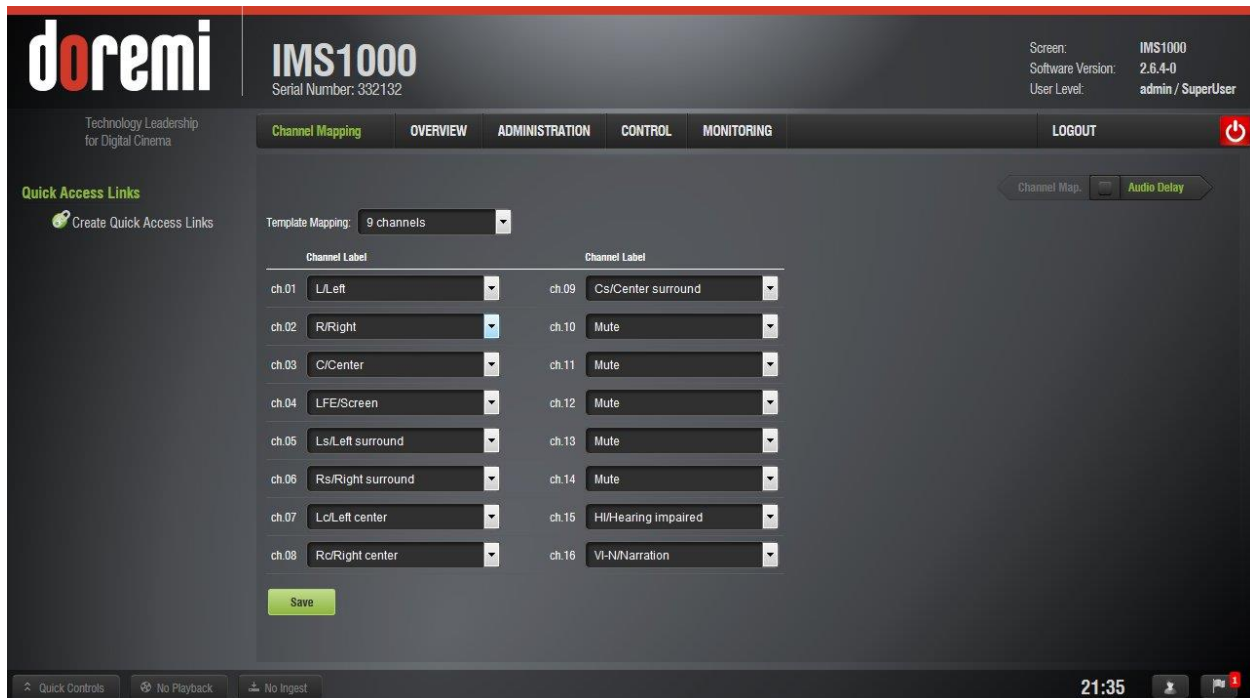 doremi
Technology Leadership
for Digital Cinema
IMS1000
Serial Number: 332132
Screen: IMS1000
Software Version: 2.6.4-0
User Level: admin / SuperUser
Channel Mapping OVERVIEW ADMINISTRATION CONTROL MONITORING LOGOUT
Quick Access Links
Create Quick Access Links
Channel Map. Audio Delay
Template Mapping: 9 channels
Channel Label Channel Label
ch.01 L/Left ch.09 Cs/Center surround
ch.02 R/Right ch.10 Mute
ch.03 C/Center ch.11 Mute
ch.04 LFE/Screen ch.12 Mute
ch.05 Ls/Left surround ch.13 Mute
ch.06 Rs/Right surround ch.14 Mute
ch.07 Lc/Left center ch.15 HI/Hearing impaired
ch.08 Rc/Right center ch.16 VI-N/Narration
Save
Quick Controls No Playback No Ingest 21:35 1